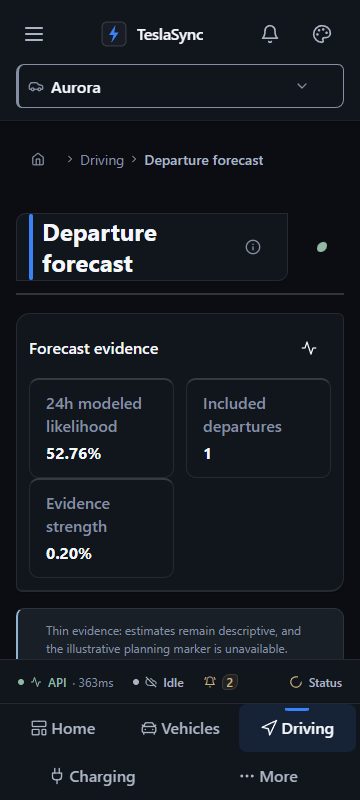 TeslaSync
Aurora
Driving
Departure forecast
Departure
forecast
Forecast evidence
24h modeled
likelihood
52.76%
Included
departures
1
Evidence
strength
0.20%
Thin evidence: estimates remain descriptive, and
the illustrative planning marker is unavailable.
API · 363ms
Idle
2
Status
Home
Vehicles
Driving
Charging
More